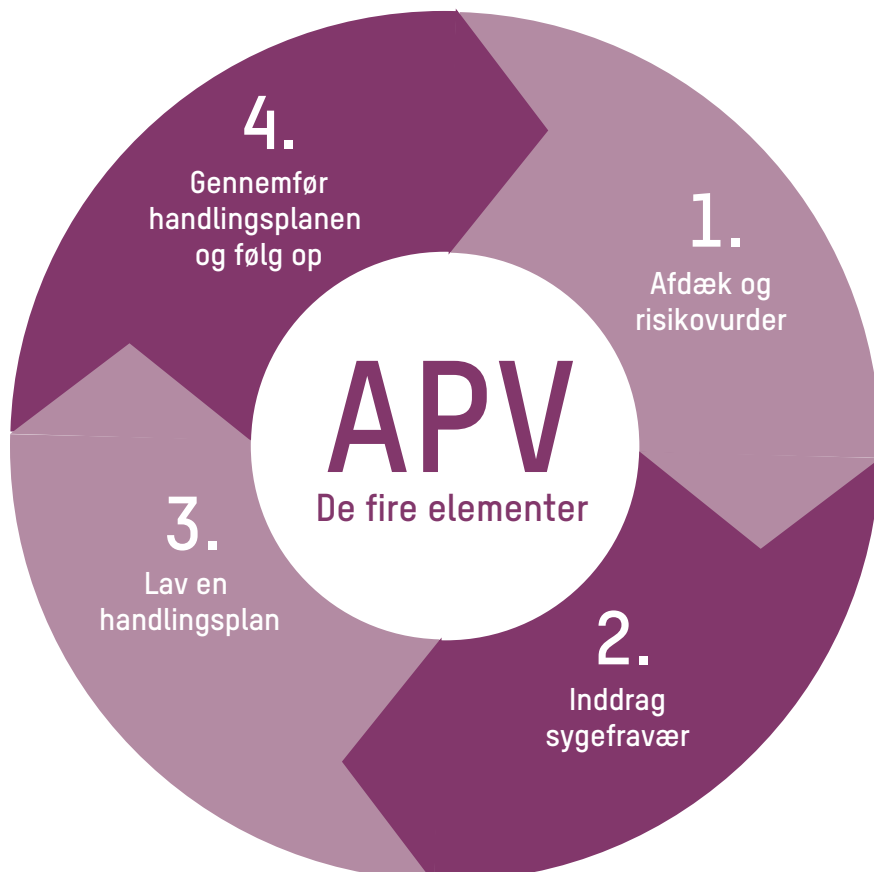 APV
De fire elementer
1.
Afdæk og
risikovurder
2.
Inddrag
sygefravær
3.
Lav en
handlingsplan
4.
Gennemfør
handlingsplanen
og følg op